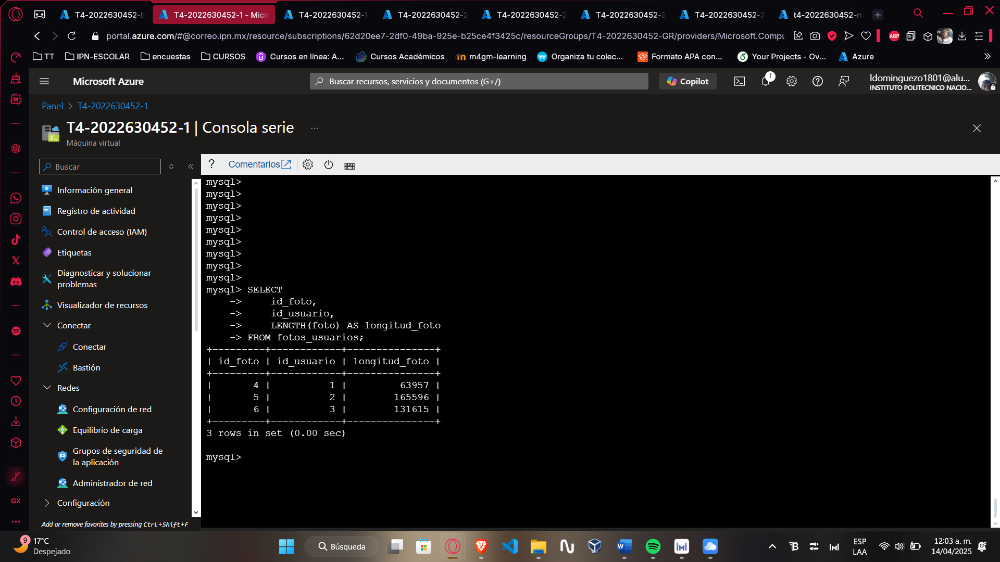 T4-2022630452-b
T4-2022630452-1 - Micro
T4-2022630452-1
T4-2022630452-2
T4-2022630452-2
T4-2022630452-3
T4-2022630452-3
t4-2022630452-m
portal.azure.com/#@correo.ipn.mx/resource/subscriptions/62d20ee7-2df0-49ba-925e-b25ce4f3425c/resourceGroups/T4-2022630452-GR/providers/Microsoft.Compu
ABP
TT
IPN-ESCOLAR
encuestas
CURSOS
Cursos en línea: A...
Cursos Académicos
m4gm-learning
Organiza tu colec...
Formato APA con...
Your Projects - Ov...
Azure
Microsoft Azure
Buscar recursos, servicios y documentos (G+/)
Copilot
1
ldominguezo1801@alu...
INSTITUTO POLITECNICO NACIO...
Panel > T4-2022630452-1
T4-2022630452-1 | Consola serie ...
Máquina virtual
Buscar
Información general
Registro de actividad
Control de acceso (IAM)
Etiquetas
Diagnosticar y solucionar
problemas
Visualizador de recursos
Conectar
Conectar
Bastión
Redes
Configuración de red
Equilibrio de carga
Grupos de seguridad de
la aplicación
Administrador de red
Configuración
Add or remove favorites by pressing Ctrl+Shift+F
GX
? Comentarios
mysql>
mysql>
mysql>
mysql>
mysql>
mysql>
mysql>
mysql>
mysql>
mysql> SELECT
    ->     id_foto,
    ->     id_usuario,
    ->     LENGTH(foto) AS longitud_foto
    -> FROM fotos_usuarios;
+---------+------------+---------------+
| id_foto | id_usuario | longitud_foto |
+---------+------------+---------------+
|       4 |          1 |         63957 |
|       5 |          2 |        165596 |
|       6 |          3 |        131615 |
+---------+------------+---------------+
3 rows in set (0.00 sec)
mysql>
9
17°C
Despejado
Búsqueda
ESP
LAA
12:03 a. m.
14/04/2025